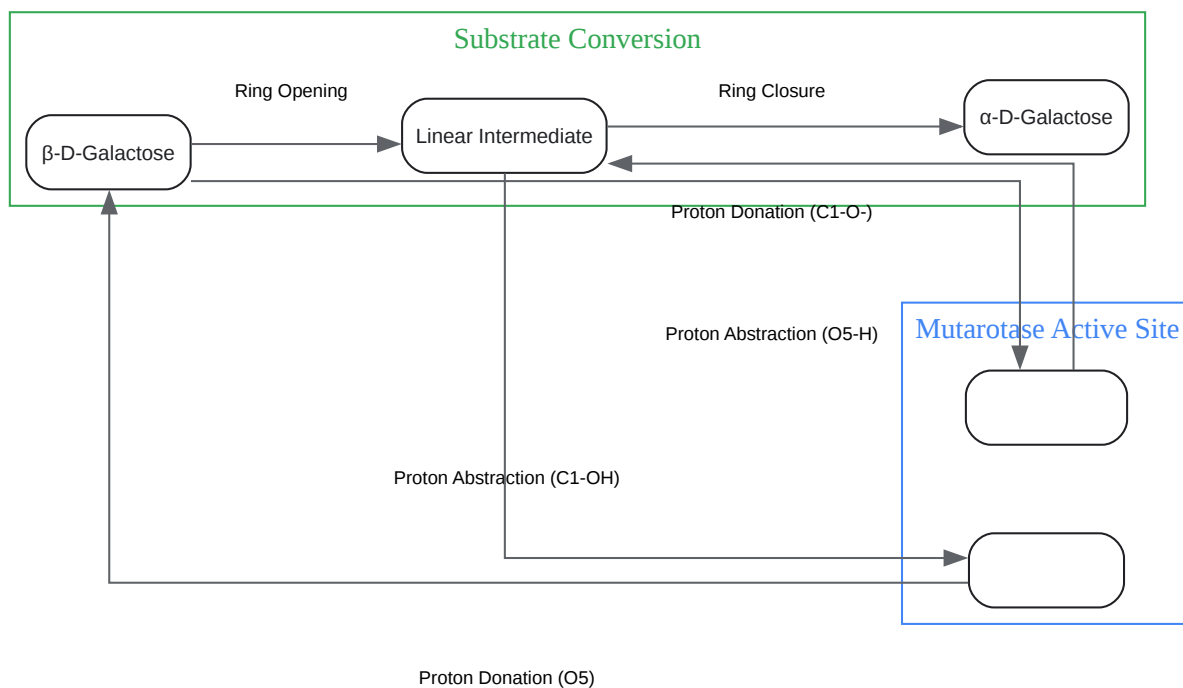 Substrate Conversion
Ring Opening
Ring Closure
β-D-Galactose
Linear Intermediate
α-D-Galactose
Proton Donation (C1-O-)
Mutarotase Active Site
Proton Abstraction (O5-H)
Proton Abstraction (C1-OH)
Proton Donation (O5)